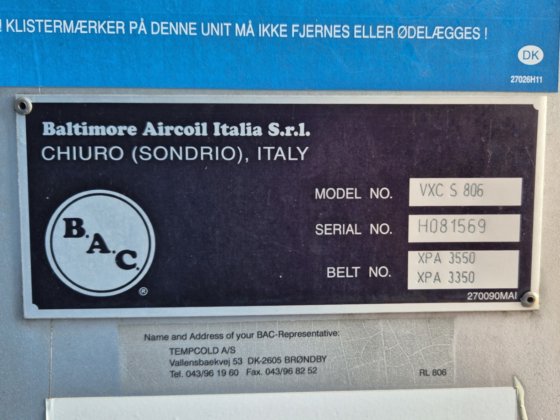 ! KLISTERMÆRKER PÅ DENNE UNIT MÅ IKKE FJERNES ELLER ØDELÆGGES !
DK
27026H11
Baltimore Aircoil Italia S.r.l.
CHIURO (SONDRIO), ITALY
MODEL NO. VXC S 806
SERIAL NO. H081569
BELT NO. XPA 3550
XPA 3350
B.A.C.
®
270090MAI
Name and Address of your BAC-Representative:
TEMPCOLD A/S
Vallensbaekvej 53 DK-2605 BRØNDBY
Tel. 043/96 19 60 Fax. 043/96 82 52
RL 806